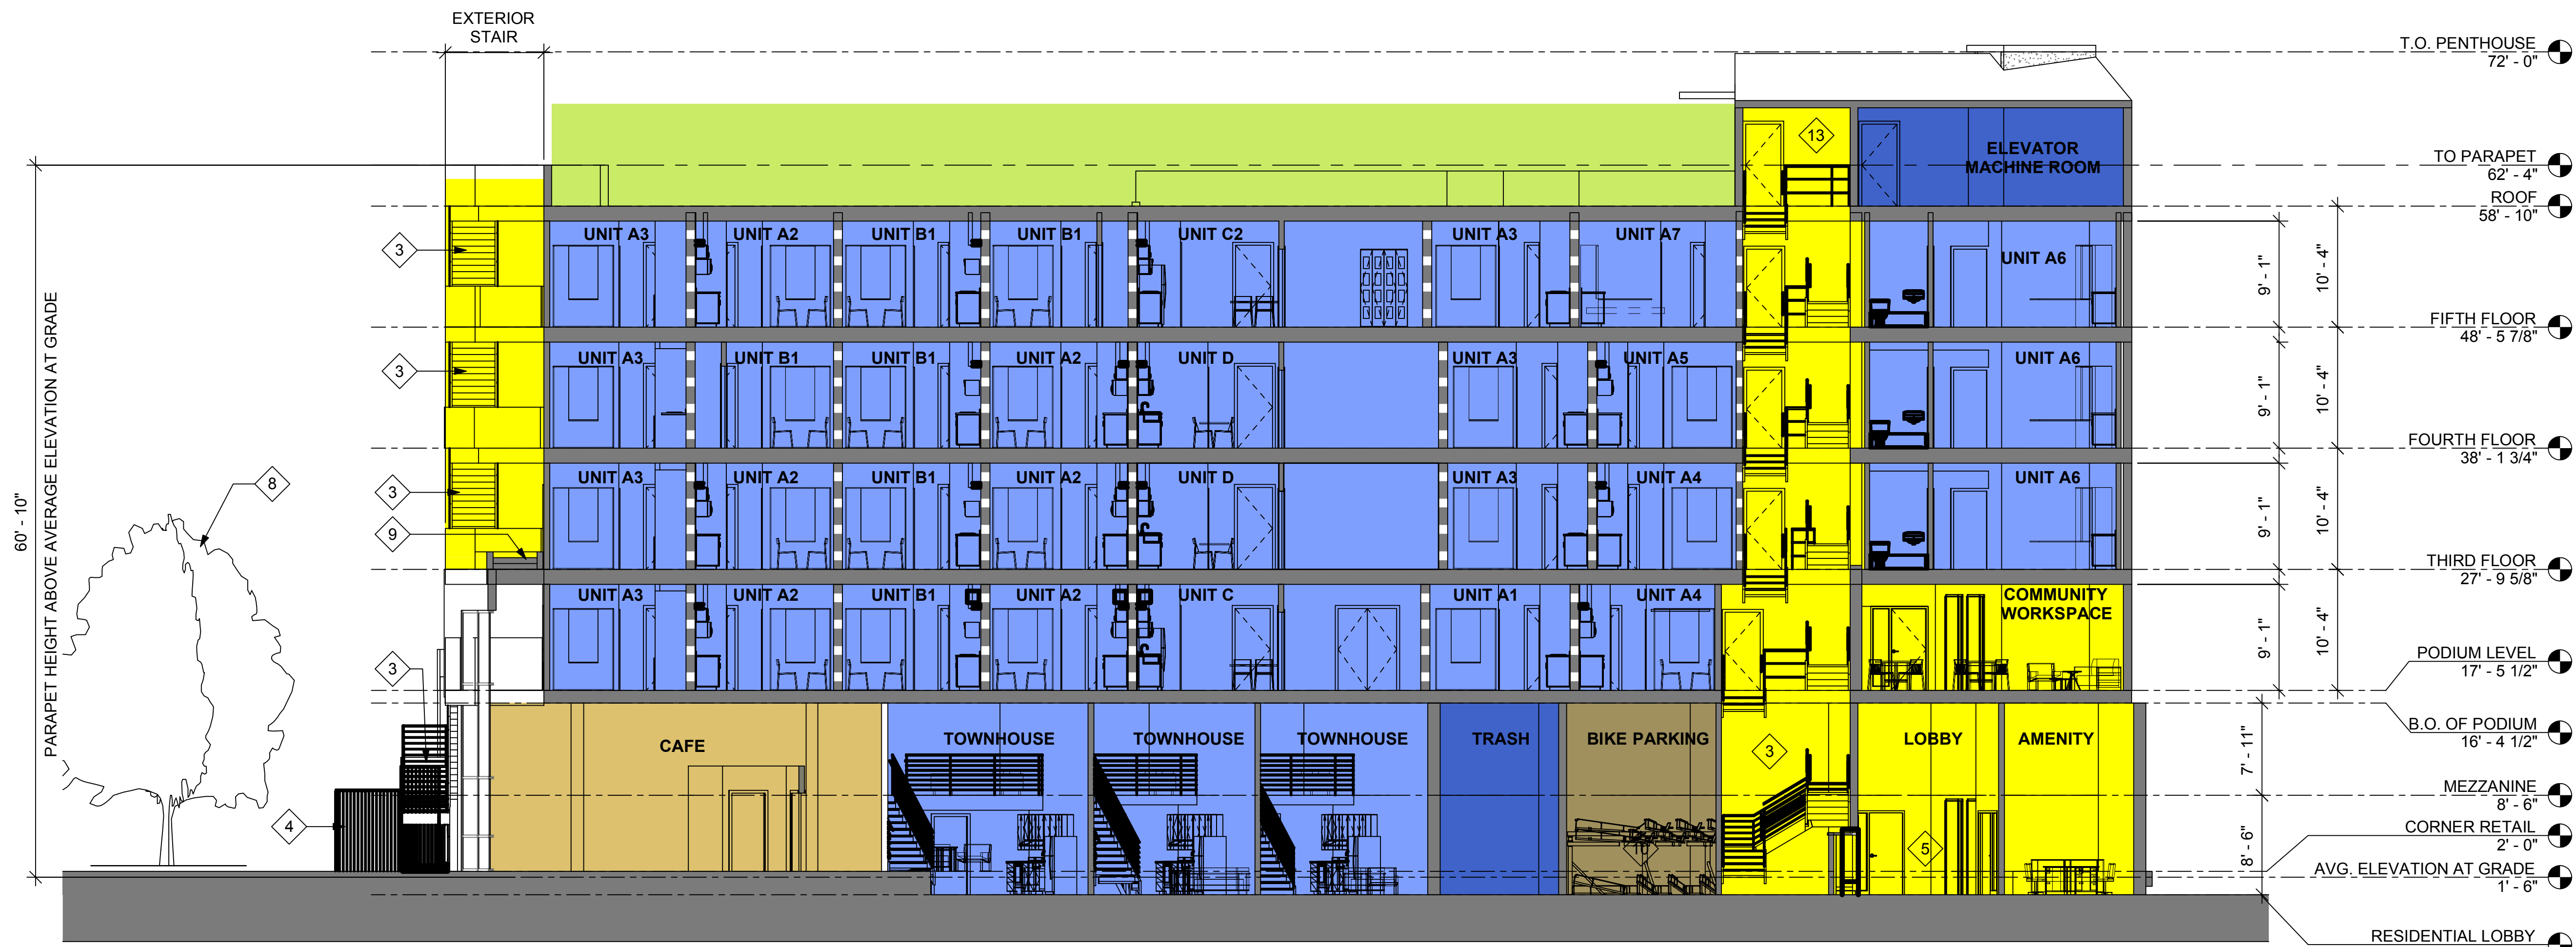 EXTERIOR
STAIR
T.O. PENTHOUSE
72' - 0"
13
ELEVATOR
MACHINE ROOM
TO PARAPET
62' - 4"
ROOF
58' - 10"
3
UNIT A3
UNIT A2
UNIT B1
UNIT B1
UNIT C2
UNIT A3
UNIT A7
UNIT A6
9' - 1"
10' - 4"
FIFTH FLOOR
48' - 5 7/8"
3
UNIT A3
UNIT B1
UNIT B1
UNIT A2
UNIT D
UNIT A3
UNIT A5
UNIT A6
9' - 1"
10' - 4"
FOURTH FLOOR
38' - 1 3/4"
60' - 10"
PARAPET HEIGHT ABOVE AVERAGE ELEVATION AT GRADE
8
3
9
UNIT A3
UNIT A2
UNIT B1
UNIT A2
UNIT D
UNIT A3
UNIT A4
UNIT A6
9' - 1"
10' - 4"
THIRD FLOOR
27' - 9 5/8"
3
UNIT A3
UNIT A2
UNIT B1
UNIT A2
UNIT C
UNIT A1
UNIT A4
COMMUNITY
WORKSPACE
9' - 1"
10' - 4"
PODIUM LEVEL
17' - 5 1/2"
B.O. OF PODIUM
16' - 4 1/2"
4
CAFE
TOWNHOUSE
TOWNHOUSE
TOWNHOUSE
TRASH
BIKE PARKING
3
LOBBY
AMENITY
5
7' - 11"
8' - 6"
MEZZANINE
8' - 6"
CORNER RETAIL
2' - 0"
AVG. ELEVATION AT GRADE
1' - 6"
RESIDENTIAL LOBBY